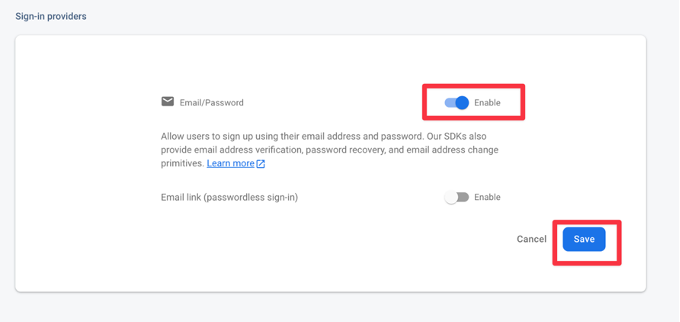 Sign-in providers
Email/Password
Enable
Allow users to sign up using their email address and password. Our SDKs also
provide email address verification, password recovery, and email address change
primitives. Learn more
Email link (passwordless sign-in)
Enable
Cancel
Save